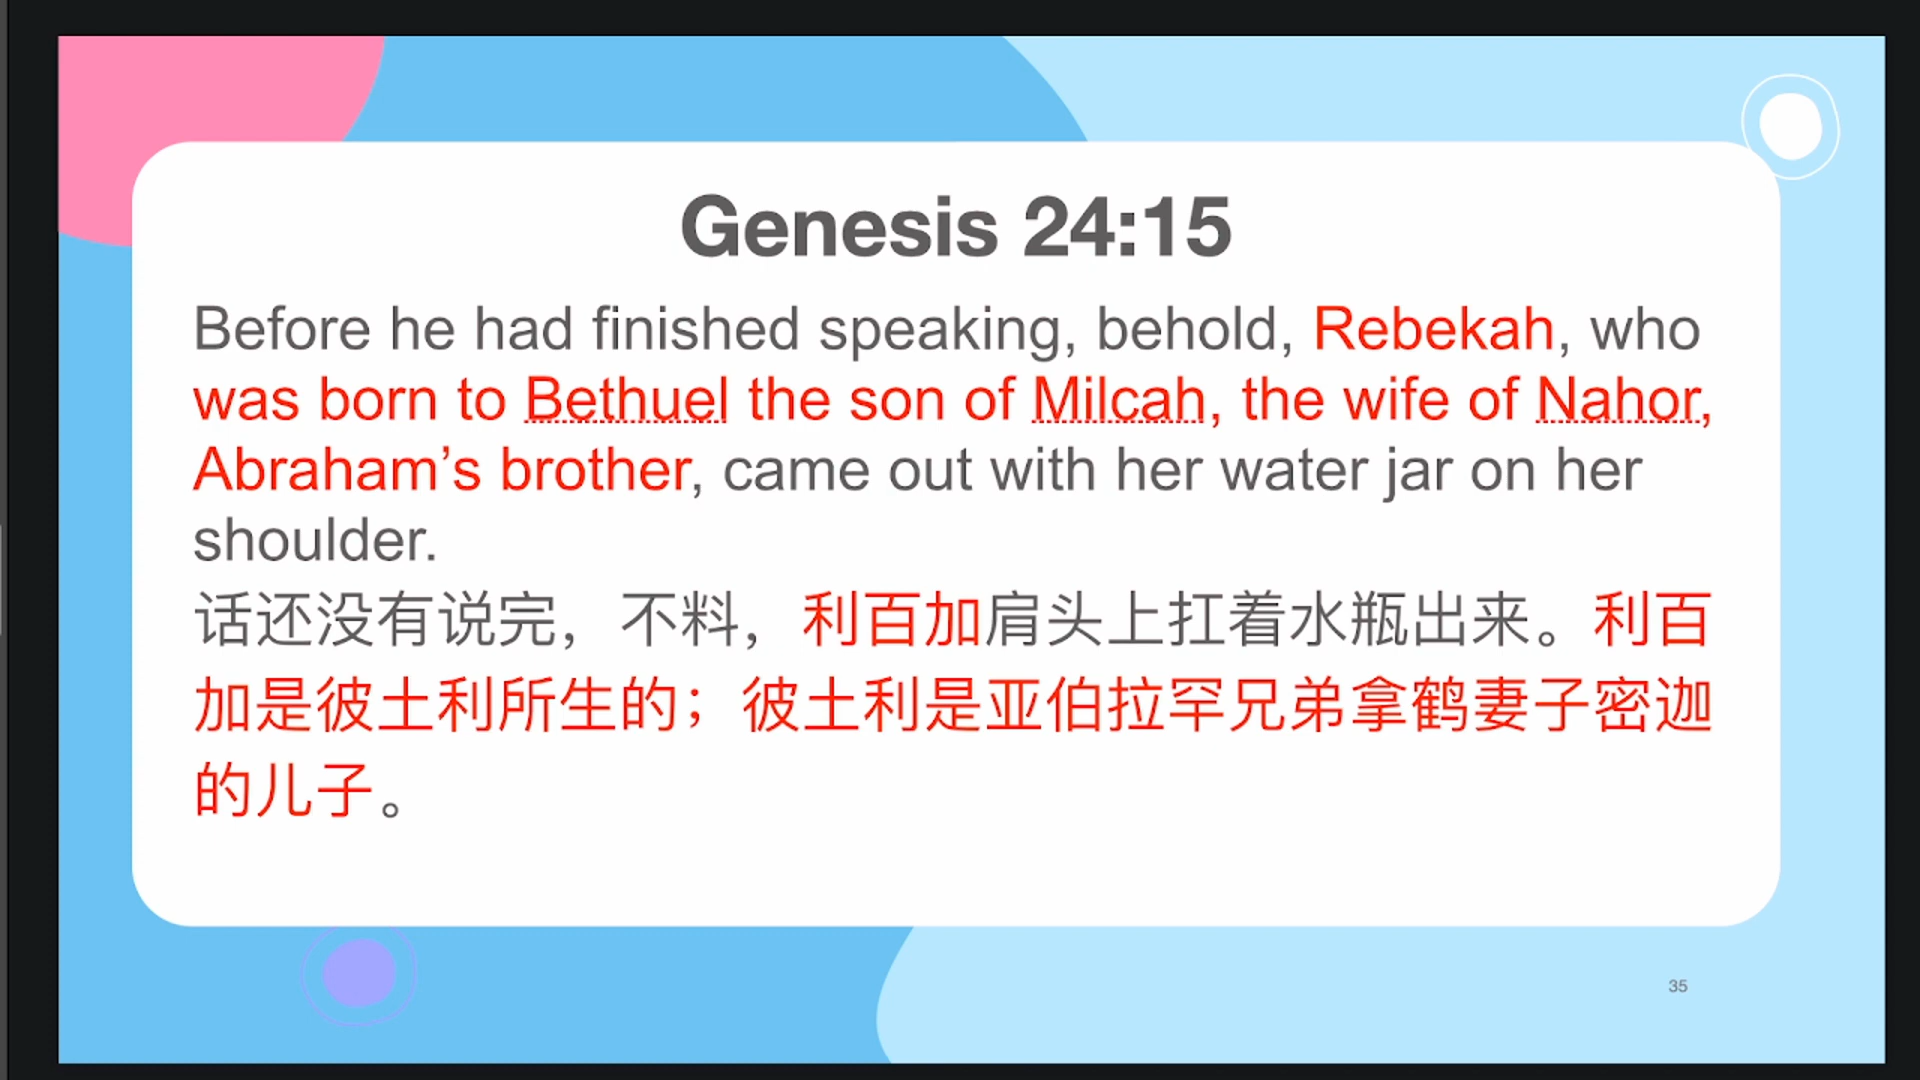 Genesis 24:15
Before he had finished speaking, behold, Rebekah, who
was born to Bethuel the son of Milcah, the wife of Nahor,
Abraham’s brother, came out with her water jar on her
shoulder.
话还没有说完，不料，利百加肩头上扛着水瓶出来。利百
加是彼土利所生的；彼土利是亚伯拉罕兄弟拿鹤妻子密迦
的儿子。
35